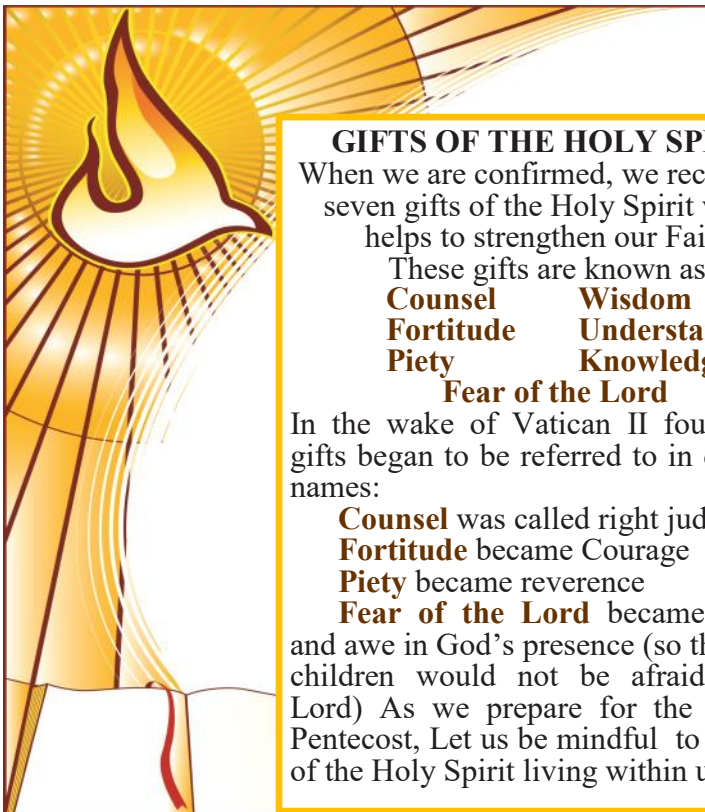 GIFTS OF THE HOLY SPI
When we are confirmed, we rec
seven gifts of the Holy Spirit
helps to strengthen our Fai
These gifts are known as
Counsel Wisdom
Fortitude Understa
Piety Knowledg
Fear of the Lord
In the wake of Vatican II fou
gifts began to be referred to in
names:
Counsel was called right jud
Fortitude became Courage
Piety became reverence
Fear of the Lord became
and awe in God’s presence (so th
children would not be afraid
Lord) As we prepare for the
Pentecost, Let us be mindful to
of the Holy Spirit living within u